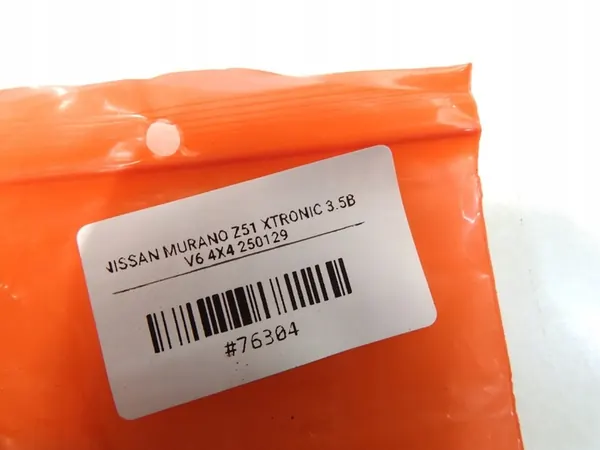 NISSAN MURANO Z51 XTRONIC 3.5B
V6 4X4 250129
#76304